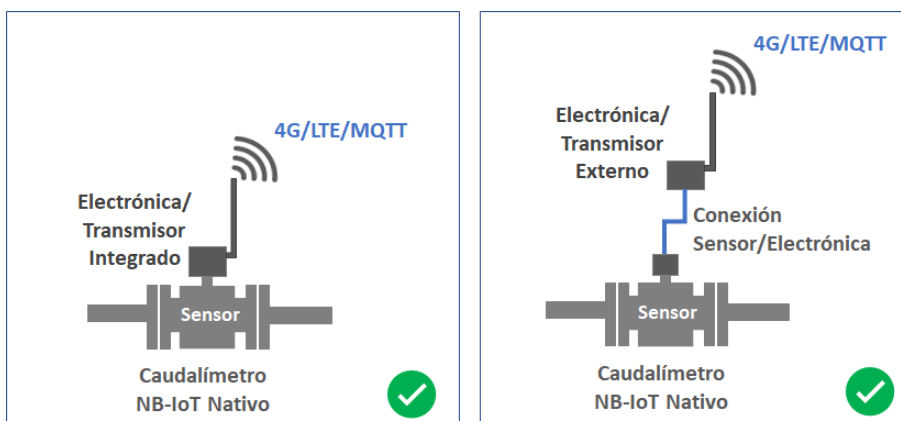 4G/LTE/MQTT
Electrónica/
Transmisor
Integrado
Sensor
Caudalímetro
NB-IoT Nativo
4G/LTE/MQTT
Electrónica/
Transmisor
Externo
Conexión
Sensor/Electrónica
Sensor
Caudalímetro
NB-IoT Nativo